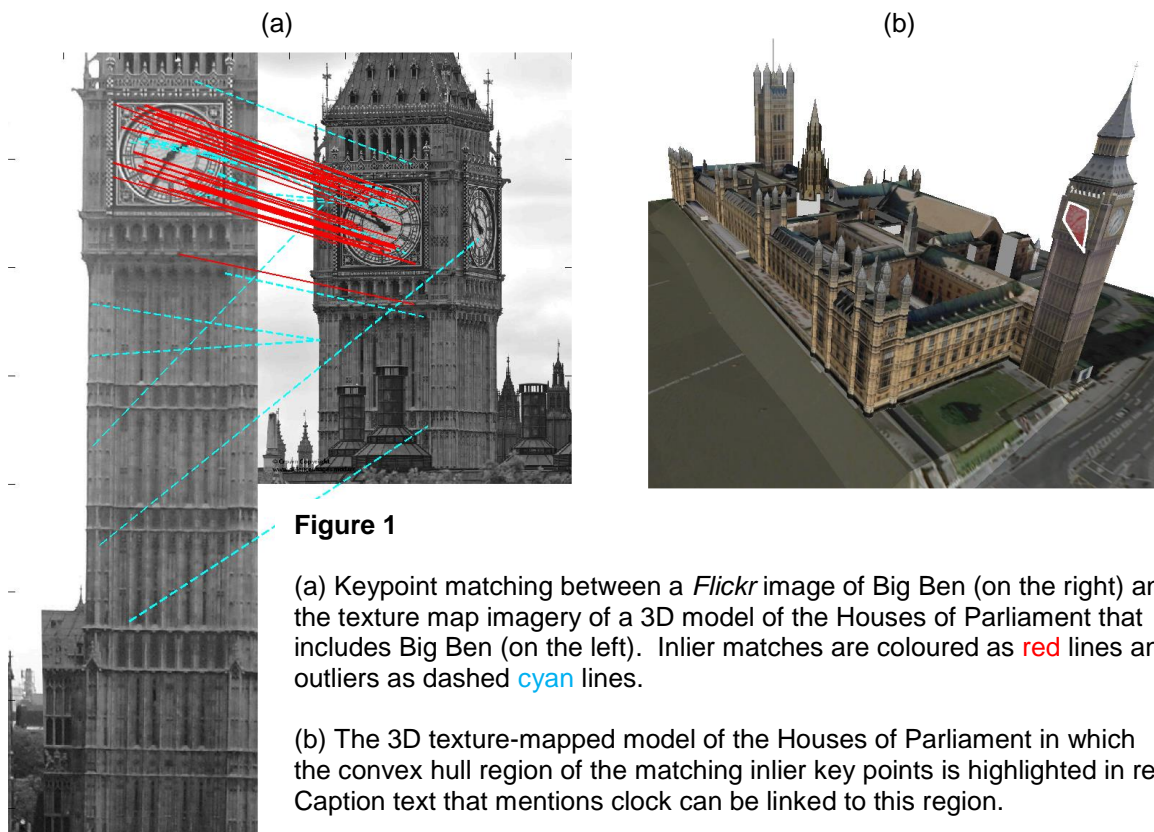 (a)
(b)
Figure 1
(a) Keypoint matching between a Flickr image of Big Ben (on the right) an
the texture map imagery of a 3D model of the Houses of Parliament that
includes Big Ben (on the left). Inlier matches are coloured as red lines an
outliers as dashed cyan lines.
(b) The 3D texture-mapped model of the Houses of Parliament in which
the convex hull region of the matching inlier key points is highlighted in re
Caption text that mentions clock can be linked to this region.